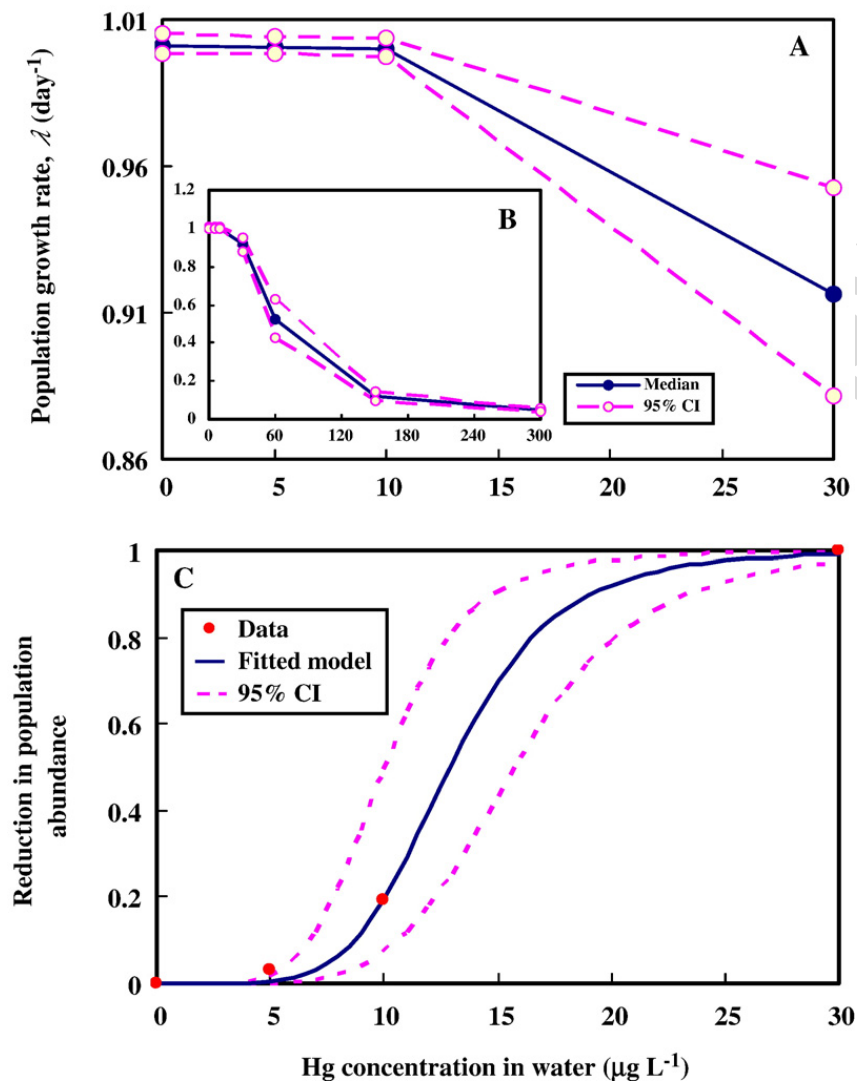 1.01
A
Population growth rate, λ (day-1)
0.96
0.91
0.86
1.2
B
1
0.8
0.6
0.4
0.2
0
0 60 120 180 240 300
Median
95% CI
0 5 10 15 20 25 30
1
C
Data
Fitted model
95% CI
0.8
0.6
0.4
0.2
0
Reduction in population
abundance
0 5 10 15 20 25 30
Hg concentration in water (μg L-1)